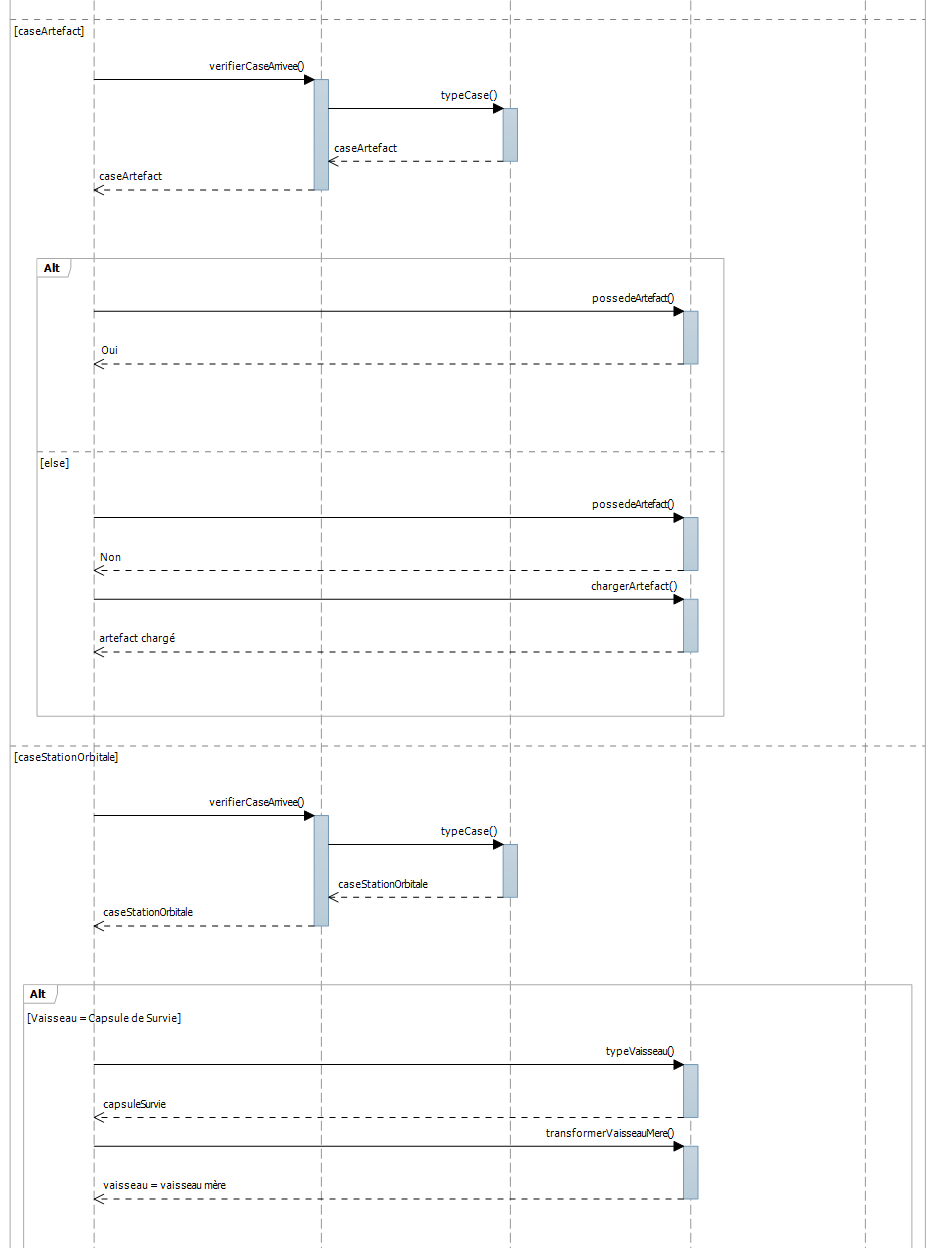 [caseArtefact]
verifierCaseArrivee()
typeCase()
caseArtefact
caseArtefact
Alt
possedeArtefact()
Oui
[else]
possedeArtefact()
Non
chargerArtefact()
artefact chargé
[caseStationOrbitale]
verifierCaseArrivee()
typeCase()
caseStationOrbitale
caseStationOrbitale
Alt
[Vaisseau = Capsule de Survie]
typeVaisseau()
capsuleSurvie
transformerVaisseauMere()
vaisseau = vaisseau mère